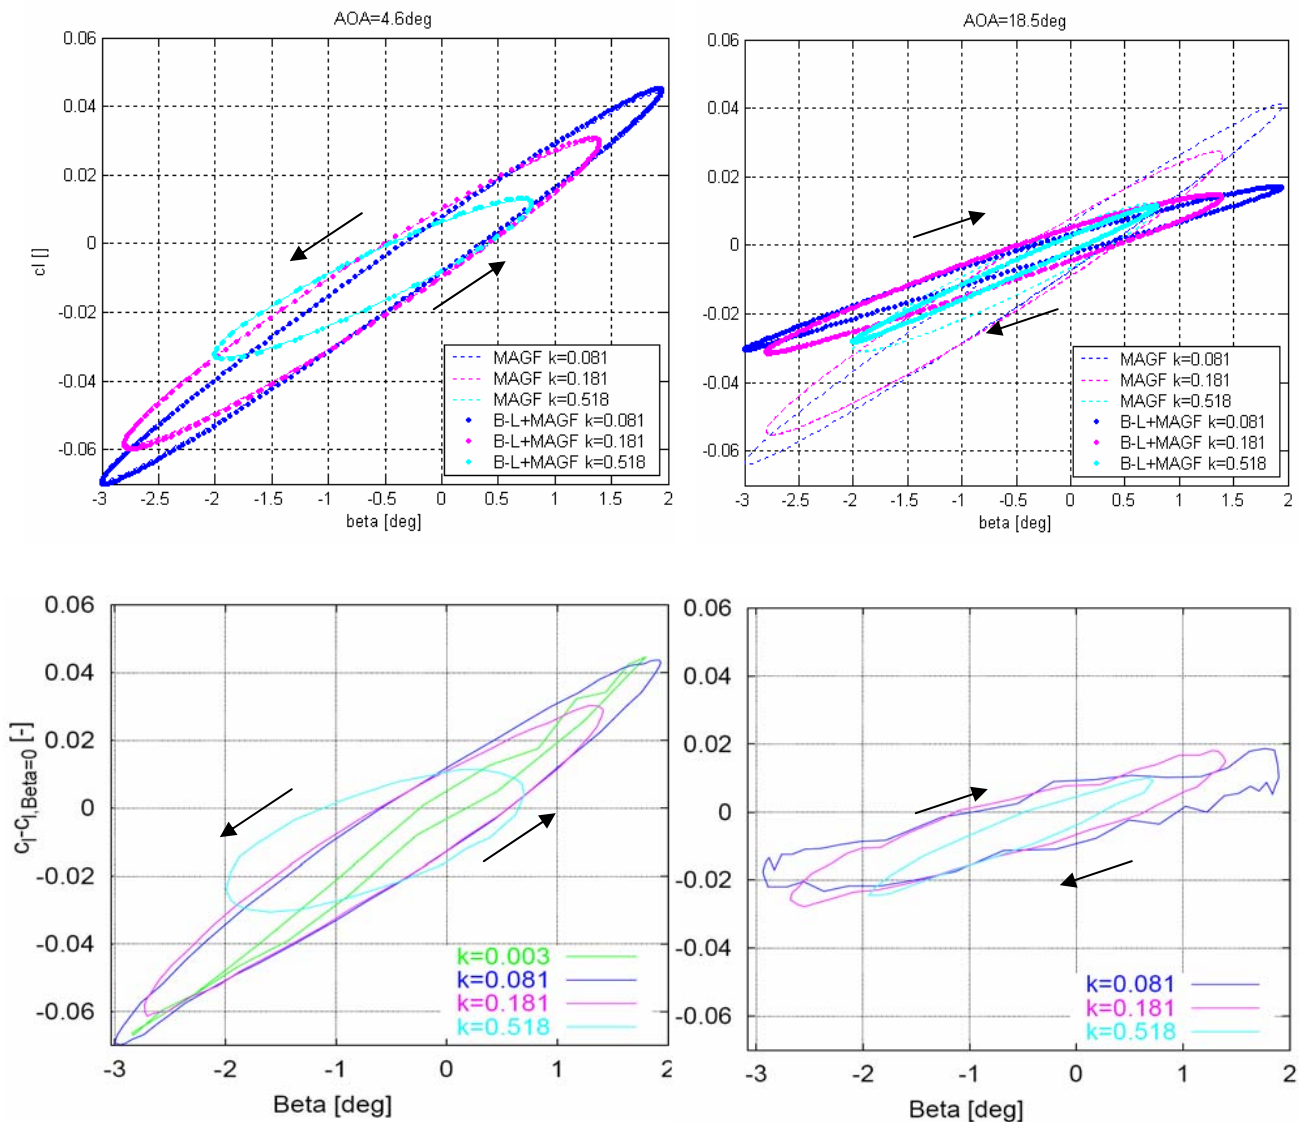 AOA=4.6deg
0.06
0.04
0.02
0
-0.02
-0.04
-0.06
cl []
-3 -2.5 -2 -1.5 -1 -0.5 0 0.5 1 1.5 2
beta [deg]
MAGF k=0.081
MAGF k=0.181
MAGF k=0.518
B-L+MAGF k=0.081
B-L+MAGF k=0.181
B-L+MAGF k=0.518
AOA=18.5deg
0.06
0.04
0.02
0
-0.02
-0.04
-0.06
-3 -2.5 -2 -1.5 -1 -0.5 0 0.5 1 1.5 2
beta [deg]
MAGF k=0.081
MAGF k=0.181
MAGF k=0.518
B-L+MAGF k=0.081
B-L+MAGF k=0.181
B-L+MAGF k=0.518
0.06
0.04
0.02
0
-0.02
-0.04
-0.06
cl-cl,Beta=0 [-]
-3 -2 -1 0 1 2
Beta [deg]
k=0.003
k=0.081
k=0.181
k=0.518
0.06
0.04
0.02
0
-0.02
-0.04
-0.06
-3 -2 -1 0 1 2
Beta [deg]
k=0.081
k=0.181
k=0.518